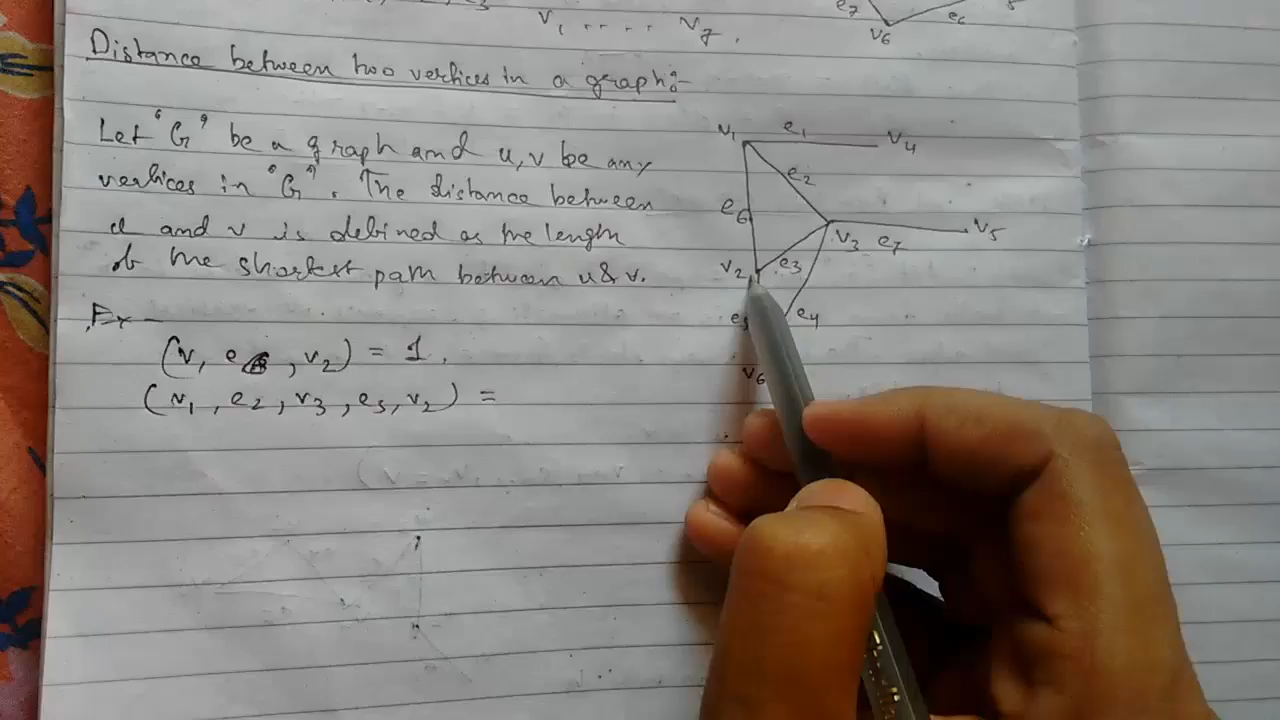 V1 ..... V7.
e7
e6
V6
Distance between two vertices in a graph:-
Let "G" be a graph and u, v be any
vertices in "G". The distance between
u and v is defined as the length
of the shortest path between u & v.
Ex -
(v, e , v2) = 1.
(v1, e2, v3, e3, v2) =
v1 e1 v4
e2
e6
v3 e7 v5
v2 e3
e5 e4
v6